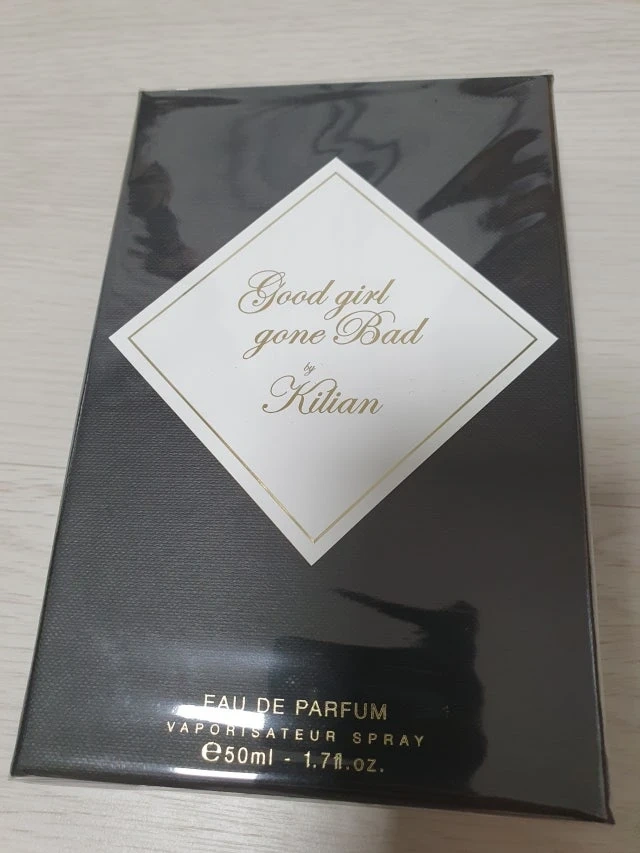 Good girl
gone Bad
by
Kilian
EAU DE PARFUM
VAPORISATEUR SPRAY
℮50ml - 1.7fl.oz.